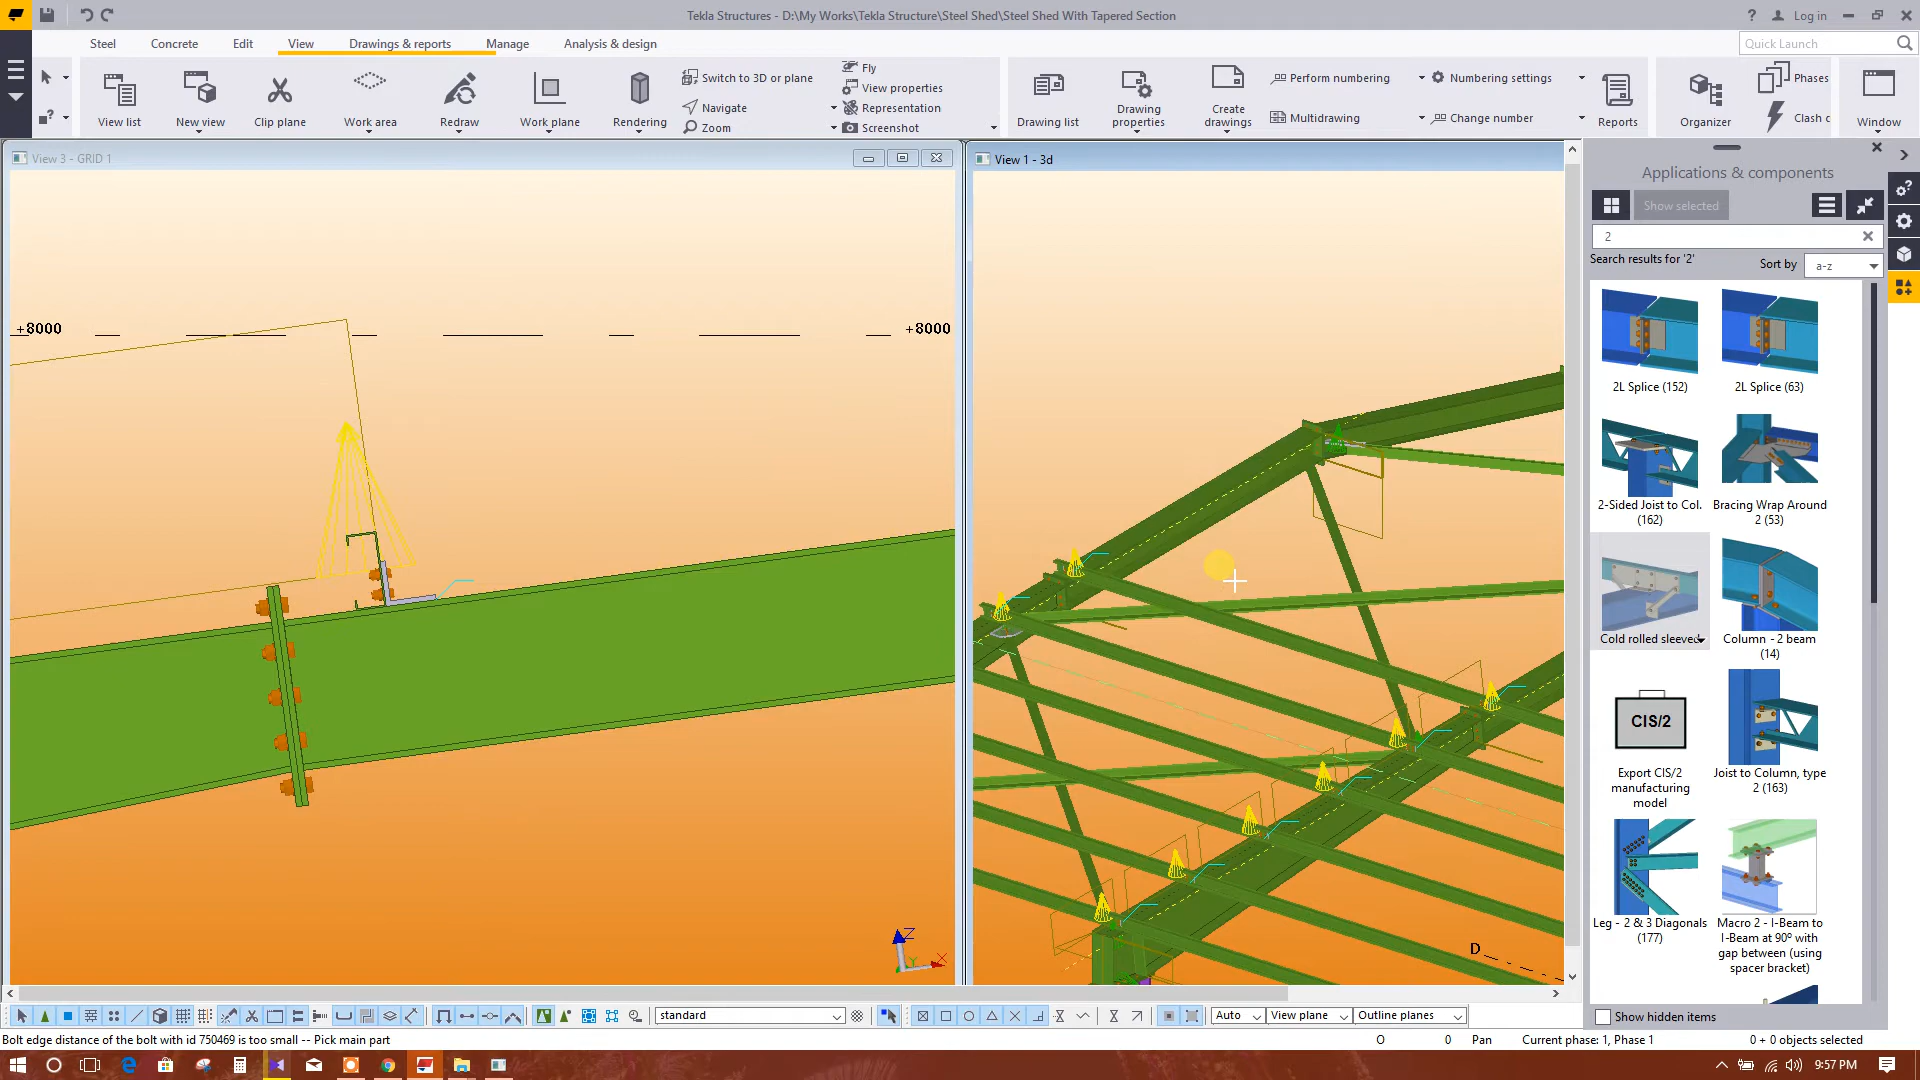 Tekla Structures - D:\My Works\Tekla Structure\Steel Shed\Steel Shed With Tapered Section
? Log in
Steel Concrete Edit View Drawings & reports Manage Analysis & design
Quick Launch
View list
New view
Clip plane
Work area
Redraw
Work plane
Rendering
Switch to 3D or plane
Navigate
Zoom
Fly
View properties
Representation
Screenshot
Drawing list
Drawing
properties
Create
drawings
Perform numbering
Multidrawing
Numbering settings
Change number
Reports
Organizer
Phases
Clash c
Window
View 3 - GRID 1
View 1 - 3d
+8000
+8000
Z
Y
X
D
Applications & components
Show selected
2
Search results for '2'
Sort by
a-z
2L Splice (152)
2L Splice (63)
2-Sided Joist to Col.
(162)
Bracing Wrap Around
2 (53)
Cold rolled sleeved
Column - 2 beam
(14)
CIS/2
Export CIS/2
manufacturing
model
Joist to Column, type
2 (163)
Leg - 2 & 3 Diagonals
(177)
Macro 2 - I-Beam to
I-Beam at 90º with
gap between (using
spacer bracket)
Show hidden items
standard
Auto
View plane
Outline planes
Bolt edge distance of the bolt with id 750469 is too small -- Pick main part
O
0
Pan
Current phase: 1, Phase 1
0 + 0 objects selected
9:57 PM